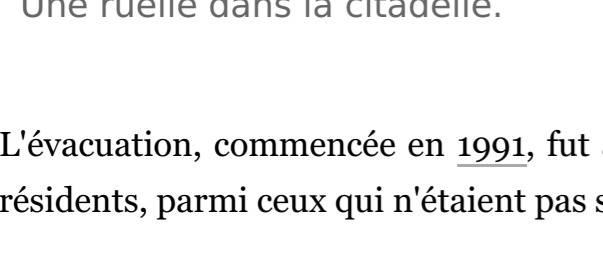 Une ruelle dans la citadelle.
L'évacuation, commencée en 1991, fut
résidents, parmi ceux qui n'étaient pas